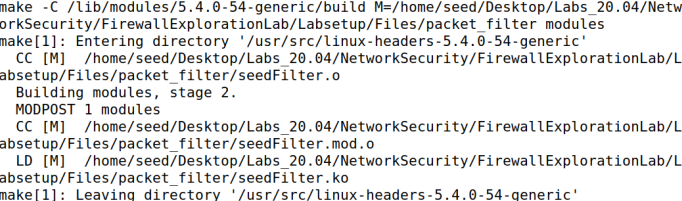 make -C /lib/modules/5.4.0-54-generic/build M=/home/seed/Desktop/Labs_20.04/Netw
orkSecurity/FirewallExplorationLab/Labsetup/Files/packet_filter modules
make[1]: Entering directory '/usr/src/linux-headers-5.4.0-54-generic'
  CC [M]  /home/seed/Desktop/Labs_20.04/NetworkSecurity/FirewallExplorationLab/L
absetup/Files/packet_filter/seedFilter.o
  Building modules, stage 2.
  MODPOST 1 modules
  CC [M]  /home/seed/Desktop/Labs_20.04/NetworkSecurity/FirewallExplorationLab/L
absetup/Files/packet_filter/seedFilter.mod.o
  LD [M]  /home/seed/Desktop/Labs_20.04/NetworkSecurity/FirewallExplorationLab/L
absetup/Files/packet_filter/seedFilter.ko
make[1]: Leaving directory '/usr/src/linux-headers-5.4.0-54-generic'